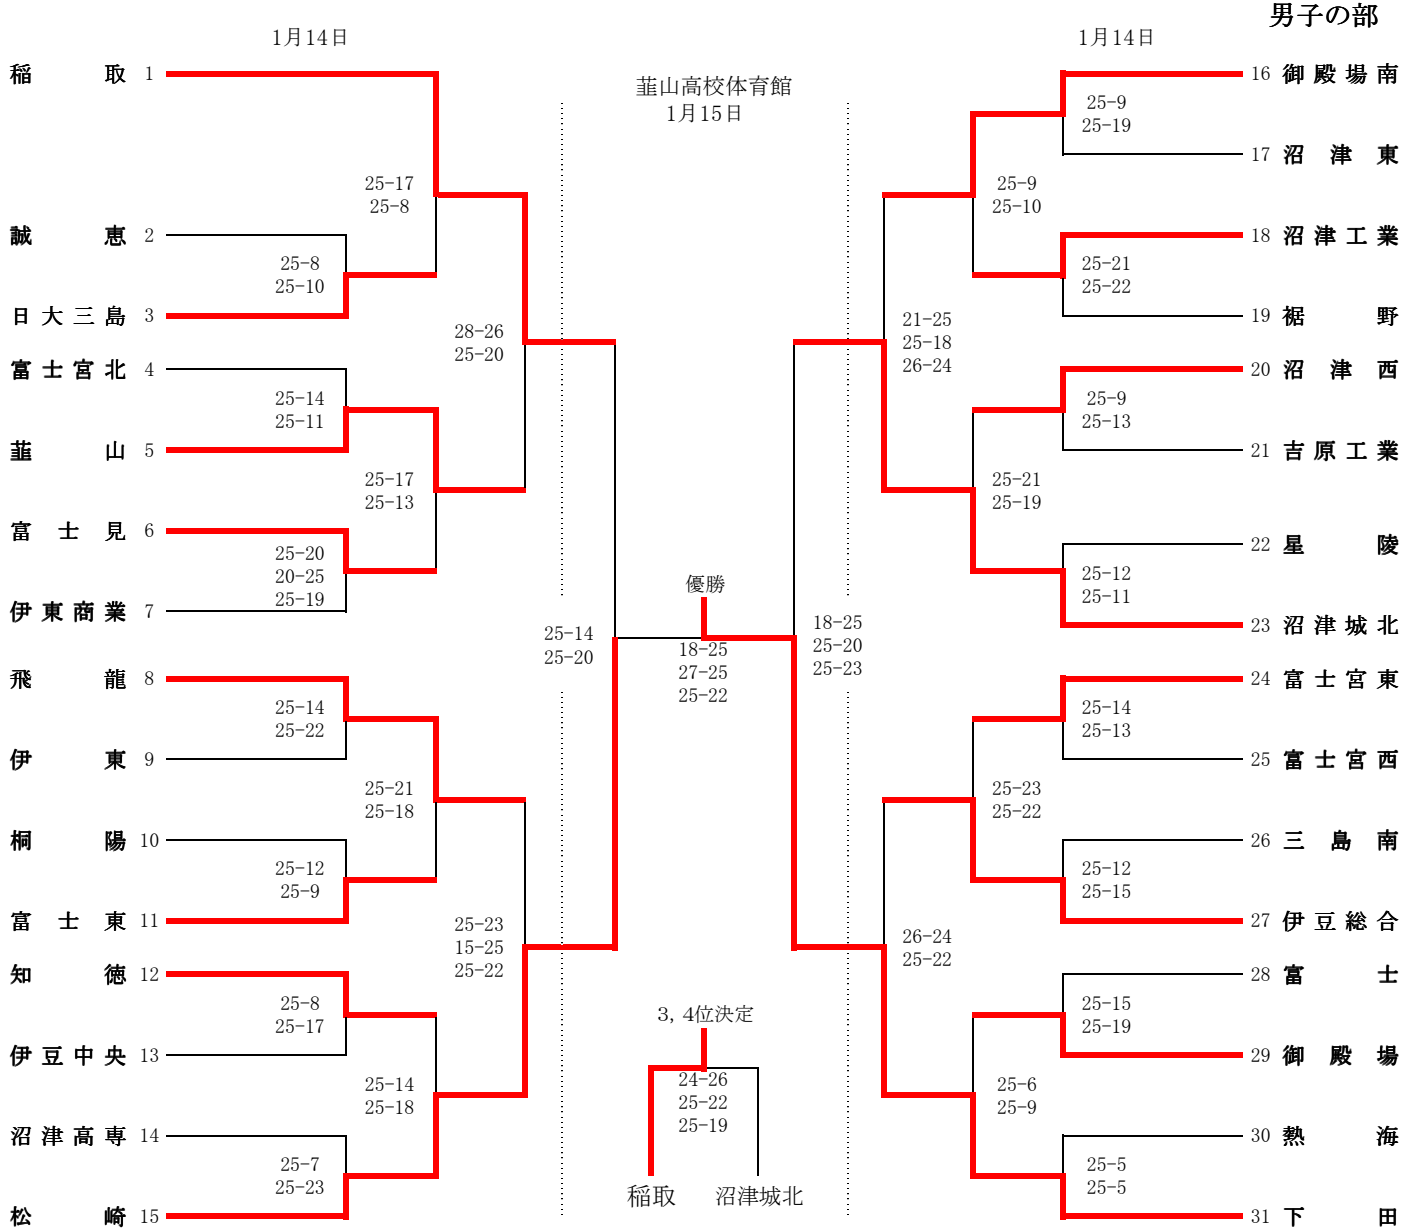 男子の部
1月14日
1月14日
韮山高校体育館
1月15日
稲取 1
誠恵 2
日大三島 3
富士宮北 4
韮山 5
富士見 6
伊東商業 7
飛龍 8
伊東 9
桐陽 10
富士東 11
知徳 12
伊豆中央 13
沼津高専 14
松崎 15
25-8
25-10
25-14
25-11
25-20
20-25
25-19
25-14
25-22
25-12
25-9
25-8
25-17
25-7
25-23
25-17
25-8
25-17
25-13
25-21
25-18
25-14
25-18
28-26
25-20
25-23
15-25
25-22
25-14
25-20
優勝
18-25
27-25
25-22
3, 4位決定
24-26
25-22
25-19
稲取 沼津城北
18-25
25-20
25-23
21-25
25-18
26-24
26-24
25-22
25-9
25-10
25-21
25-19
25-23
25-22
25-6
25-9
25-9
25-19
25-21
25-22
25-9
25-13
25-12
25-11
25-14
25-13
25-12
25-15
25-15
25-19
25-5
25-5
16 御殿場南
17 沼津東
18 沼津工業
19 裾野
20 沼津西
21 吉原工業
22 星陵
23 沼津城北
24 富士宮東
25 富士宮西
26 三島南
27 伊豆総合
28 富士
29 御殿場
30 熱海
31 下田